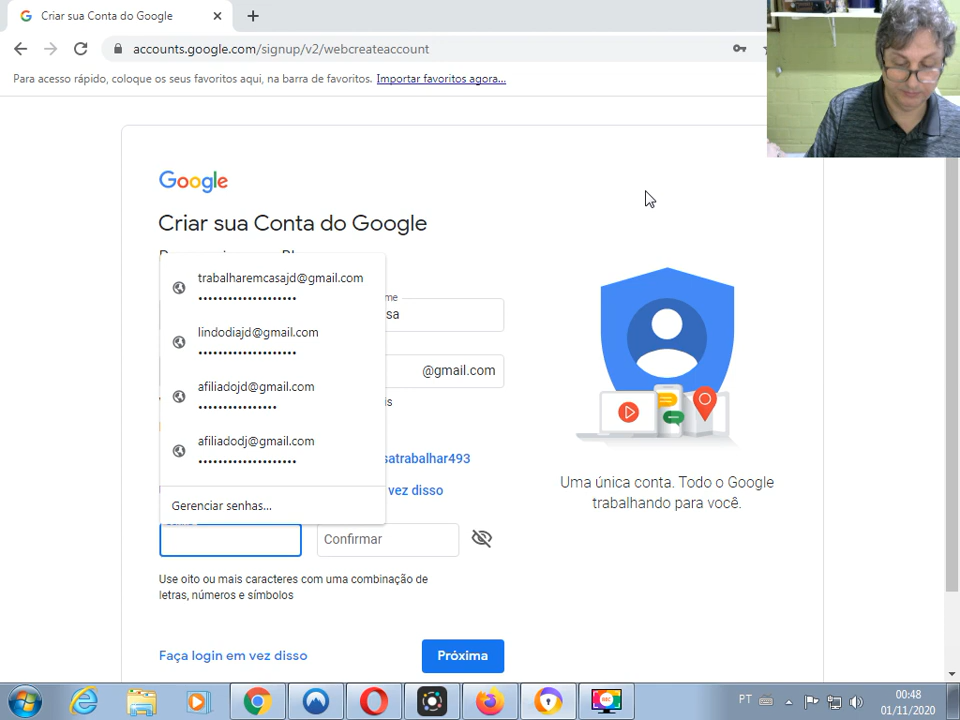 Criar sua Conta do Google
accounts.google.com/signup/v2/webcreateaccount
Para acesso rápido, coloque os seus favoritos aqui, na barra de favoritos. Importar favoritos agora...
Google
Criar sua Conta do Google
trabalharemcasajd@gmail.com
••••••••••••••••••••
lindodiajd@gmail.com
••••••••••••••••••••
afiliadojd@gmail.com
••••••••••••••••
afiliadodj@gmail.com
••••••••••••••••••••
Gerenciar senhas...
me
sa
@gmail.com
is
satrabalhar493
vez disso
Confirmar
Use oito ou mais caracteres com uma combinação de
letras, números e símbolos
Faça login em vez disso
Próxima
Uma única conta. Todo o Google
trabalhando para você.
PT
00:48
01/11/2020